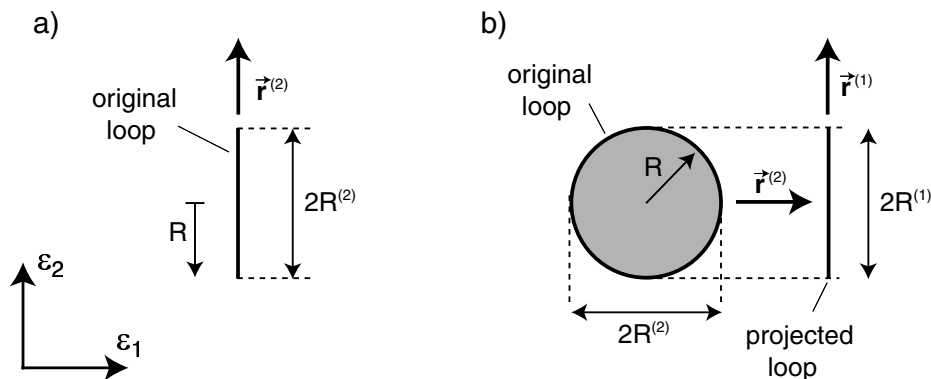 a)
r⃗⁽²⁾
original
loop
2R⁽²⁾
R
ε₂
ε₁
b)
original
loop
r⃗⁽¹⁾
R
r⃗⁽²⁾
2R⁽¹⁾
2R⁽²⁾
projected
loop